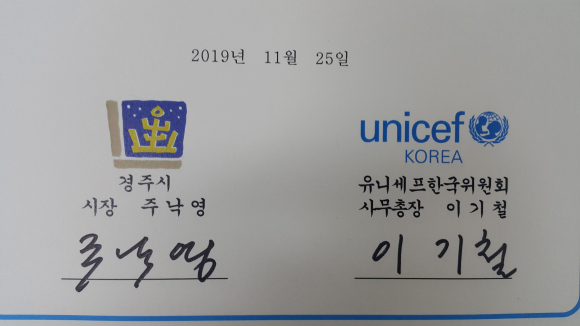 2019년 11월 25일
unicef
KOREA
경주시
시장 주낙영
유니세프한국위원회
사무총장 이기철
주낙영
이기철